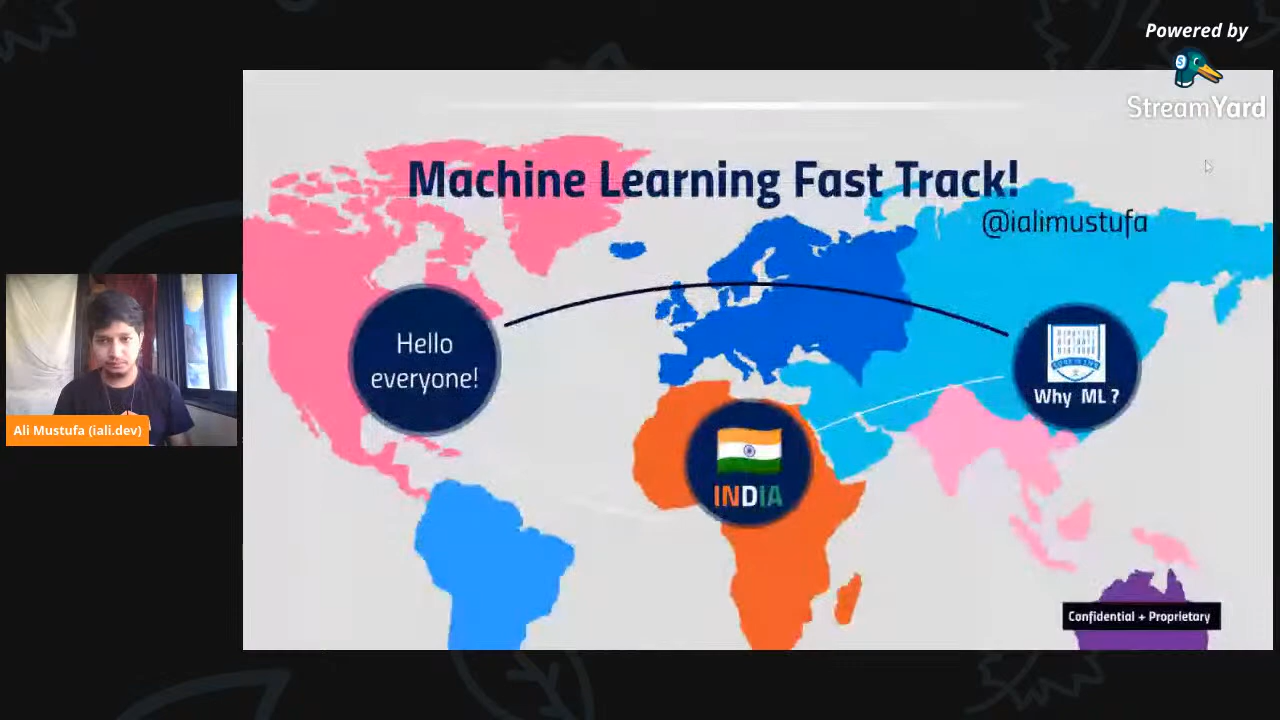 Powered by
StreamYard
Machine Learning Fast Track!
@ialimustufa
Hello
everyone!
Why ML ?
INDIA
Ali Mustufa (iali.dev)
Confidential + Proprietary